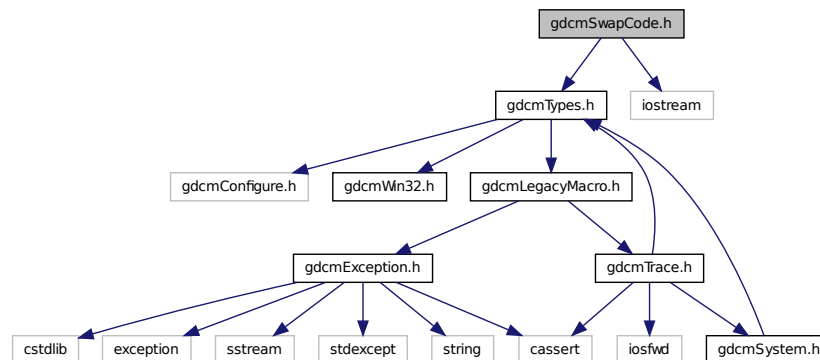 gdcmSwapCode.h
gdcmTypes.h
iostream
gdcmConfigure.h
gdcmWin32.h
gdcmLegacyMacro.h
gdcmException.h
gdcmTrace.h
cstdlib
exception
sstream
stdexcept
string
cassert
iosfwd
gdcmSystem.h